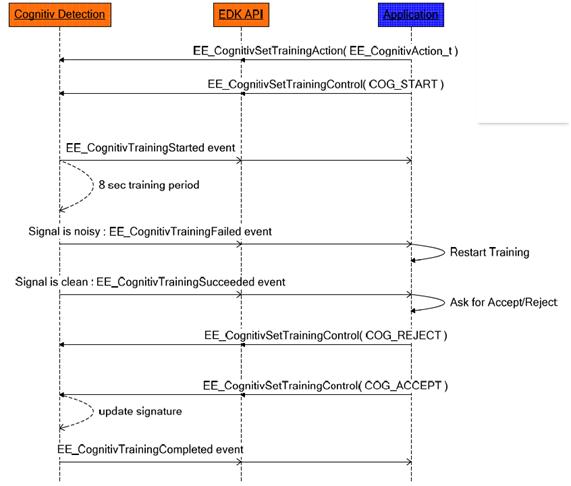 Cognitiv Detection EDK API Application
EE_CognitivSetTrainingAction( EE_CognitivAction_t )
EE_CognitivSetTrainingControl( COG_START )
EE_CognitivTrainingStarted event
8 sec training period
Signal is noisy : EE_CognitivTrainingFailed event
Restart Training
Signal is clean : EE_CognitivTrainingSucceeded event
Ask for Accept/Reject
EE_CognitivSetTrainingControl( COG_REJECT )
EE_CognitivSetTrainingControl( COG_ACCEPT )
update signature
EE_CognitivTrainingCompleted event